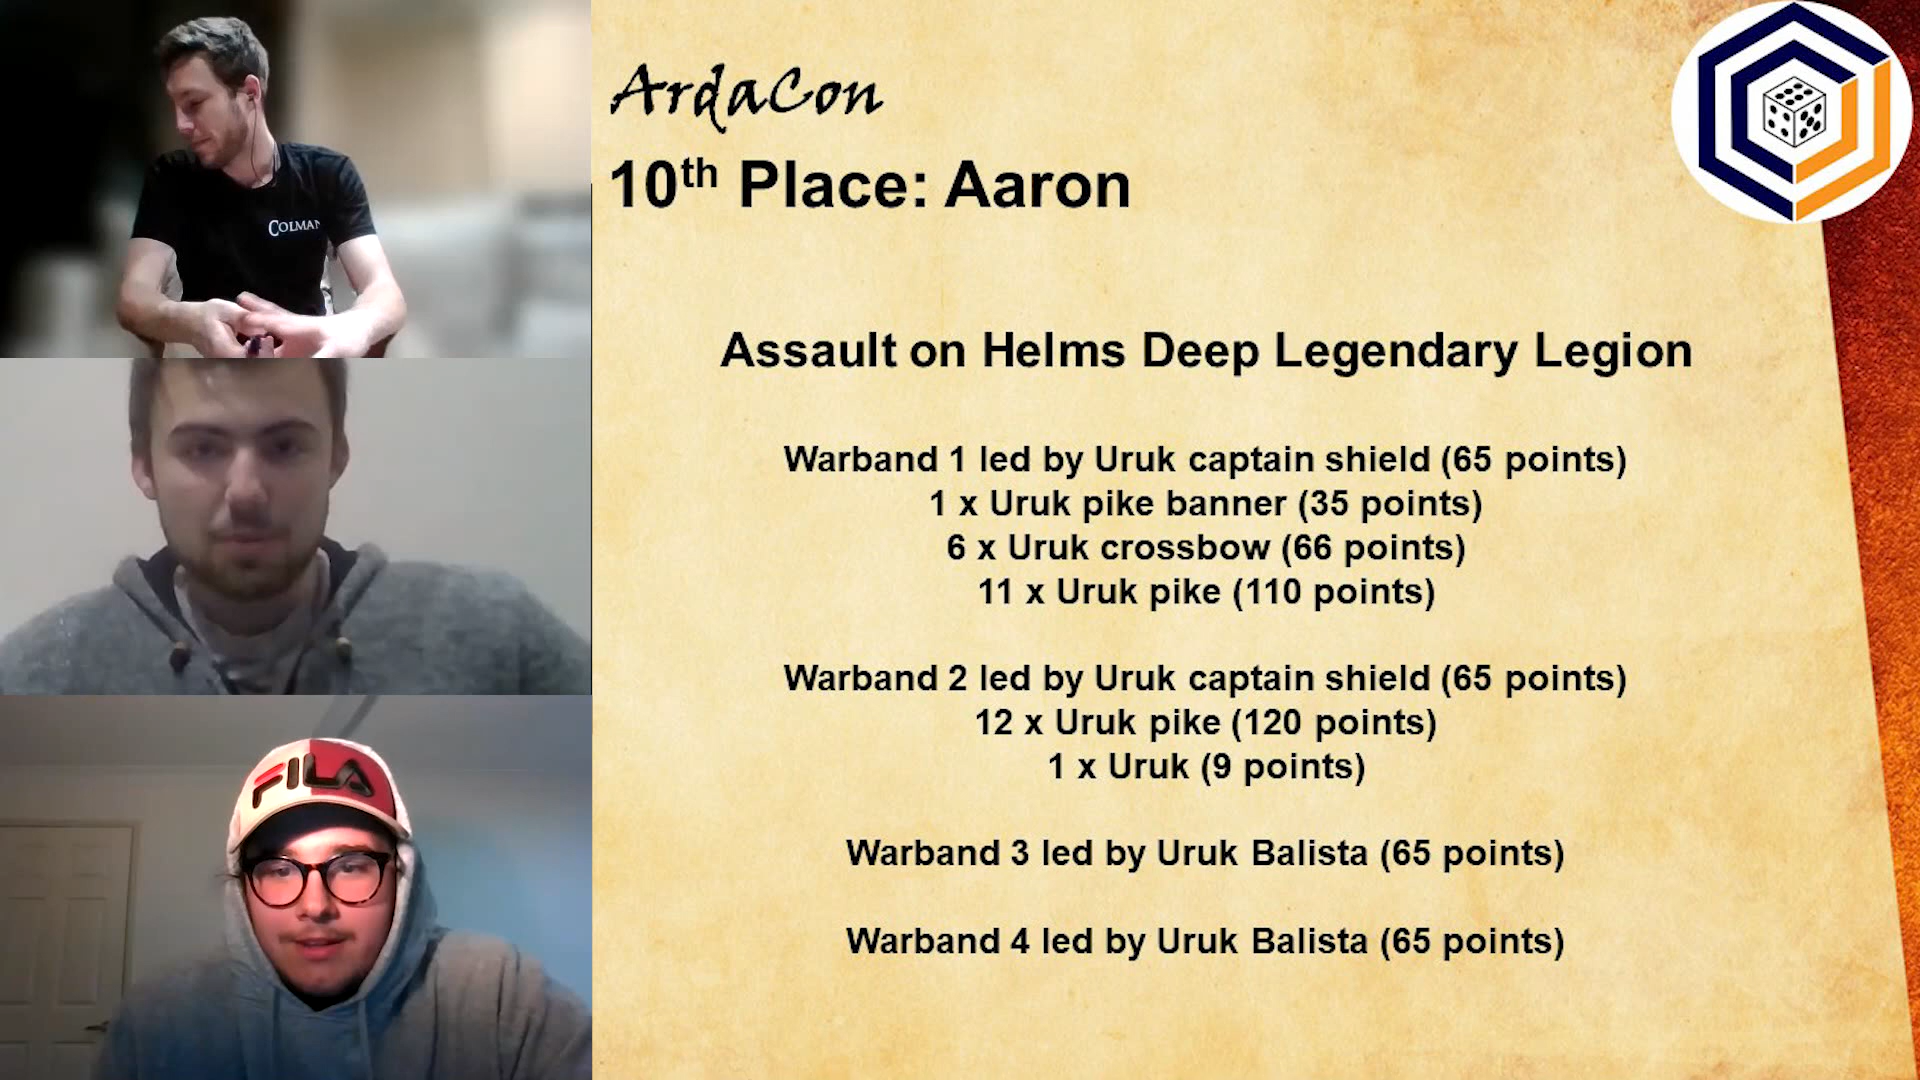 COLMAN
FILA
ArdaCon
10th Place: Aaron
Assault on Helms Deep Legendary Legion
Warband 1 led by Uruk captain shield (65 points)
1 x Uruk pike banner (35 points)
6 x Uruk crossbow (66 points)
11 x Uruk pike (110 points)
Warband 2 led by Uruk captain shield (65 points)
12 x Uruk pike (120 points)
1 x Uruk (9 points)
Warband 3 led by Uruk Balista (65 points)
Warband 4 led by Uruk Balista (65 points)